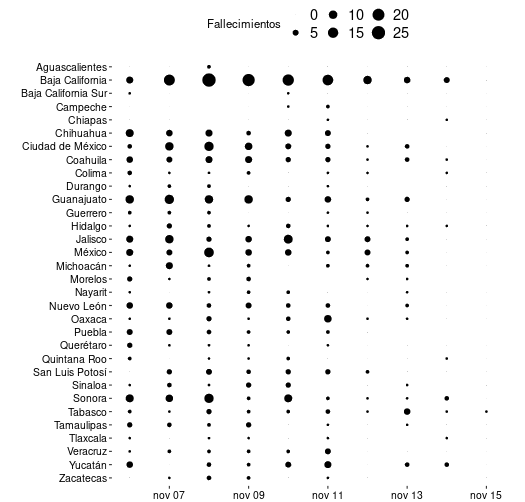 Fallecimientos
0 10 20
5 15 25
Aguascalientes
Baja California
Baja California Sur
Campeche
Chiapas
Chihuahua
Ciudad de México
Coahuila
Colima
Durango
Guanajuato
Guerrero
Hidalgo
Jalisco
México
Michoacán
Morelos
Nayarit
Nuevo León
Oaxaca
Puebla
Querétaro
Quintana Roo
San Luis Potosí
Sinaloa
Sonora
Tabasco
Tamaulipas
Tlaxcala
Veracruz
Yucatán
Zacatecas
nov 07 nov 09 nov 11 nov 13 nov 15